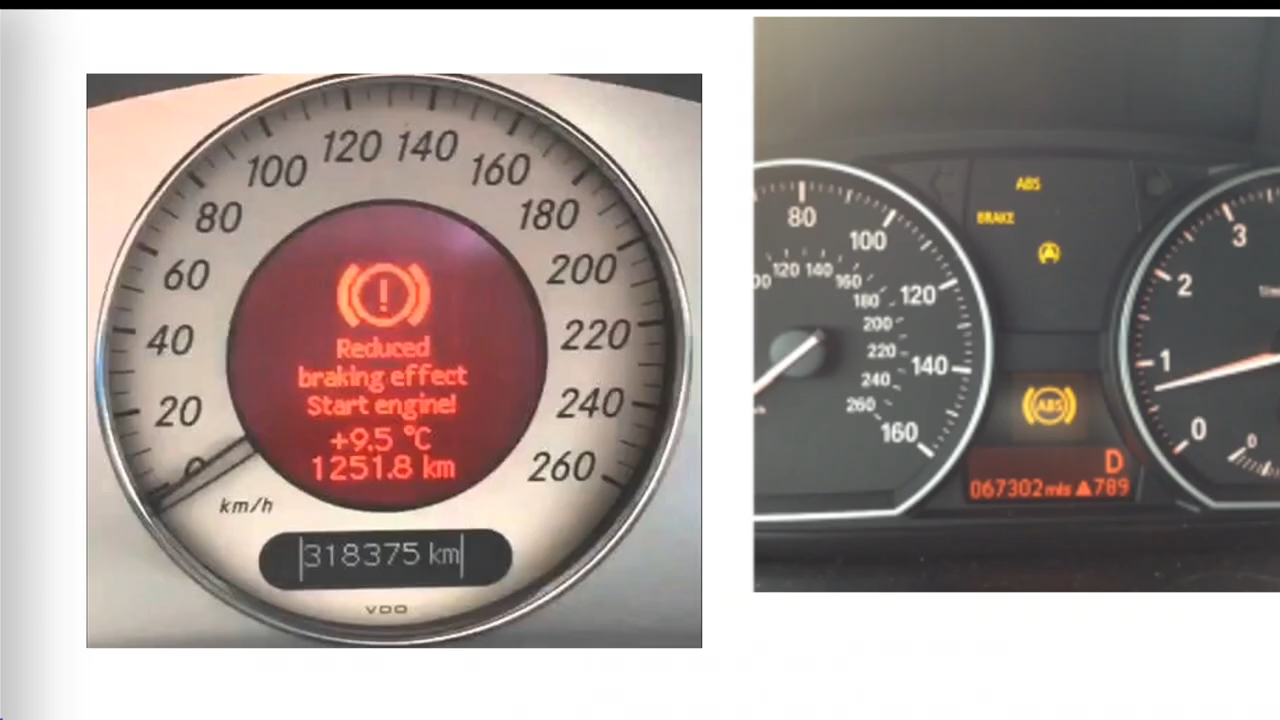 120 140
100 160
80 180
60 200
40 220
20 240
0 260
!
Reduced
braking effect
Start engine!
+9.5 °C
1251.8 km
km/h
318375 km
VDO
ABS
BRAKE
A
80
100
120
140
160
120 140 160
180
200
220
240
260
ABS
D
067302mls ▲789
3
2
1
0
0